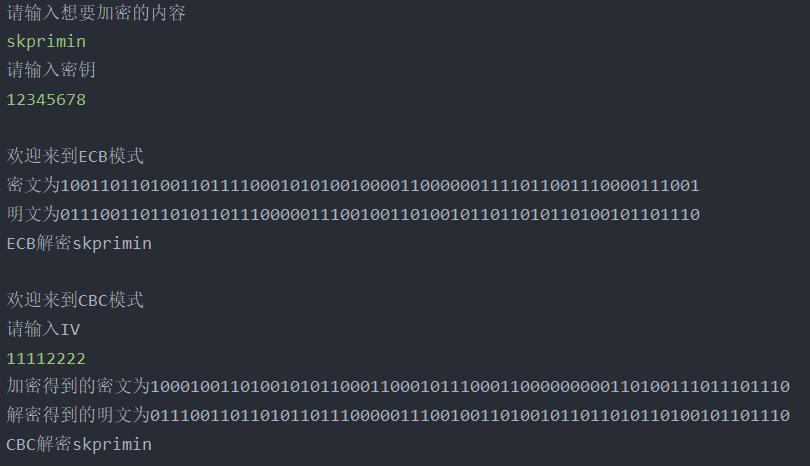 请输入想要加密的内容
skprimin
请输入密钥
12345678
欢迎来到ECB模式
密文为1001101101001101111000101010010000110000001111011001110000111001
明文为0111001101101011011100000111001001101001011011010110100101101110
ECB解密skprimin
欢迎来到CBC模式
请输入IV
11112222
加密得到的密文为1000100110100101011000110001011100011000000000110100111011101110
解密得到的明文为0111001101101011011100000111001001101001011011010110100101101110
CBC解密skprimin